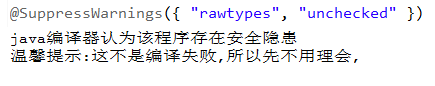 @SuppressWarnings({ "rawtypes", "unchecked" })
java编译器认为该程序存在安全隐患
温馨提示:这不是编译失败,所以先不用理会,